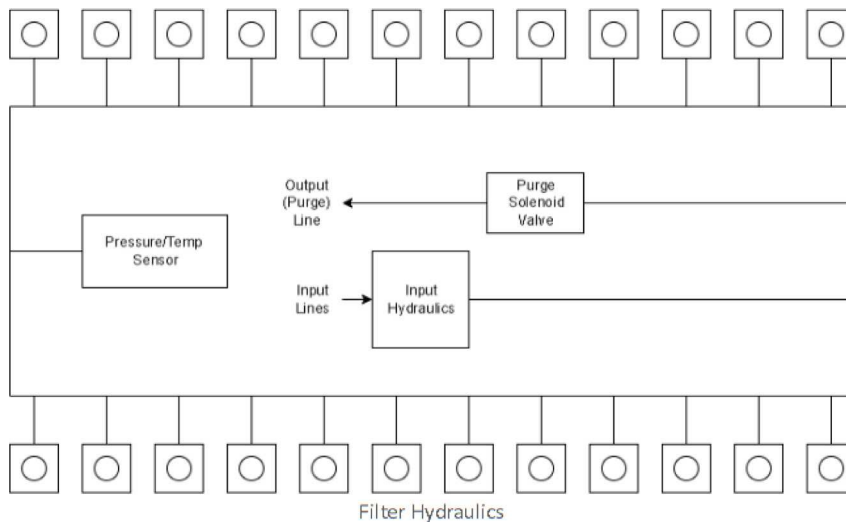 Output
(Purge)
Line
Purge
Solenoid
Valve
Pressure/Temp
Sensor
Input
Lines
Input
Hydraulics
Filter Hydraulics